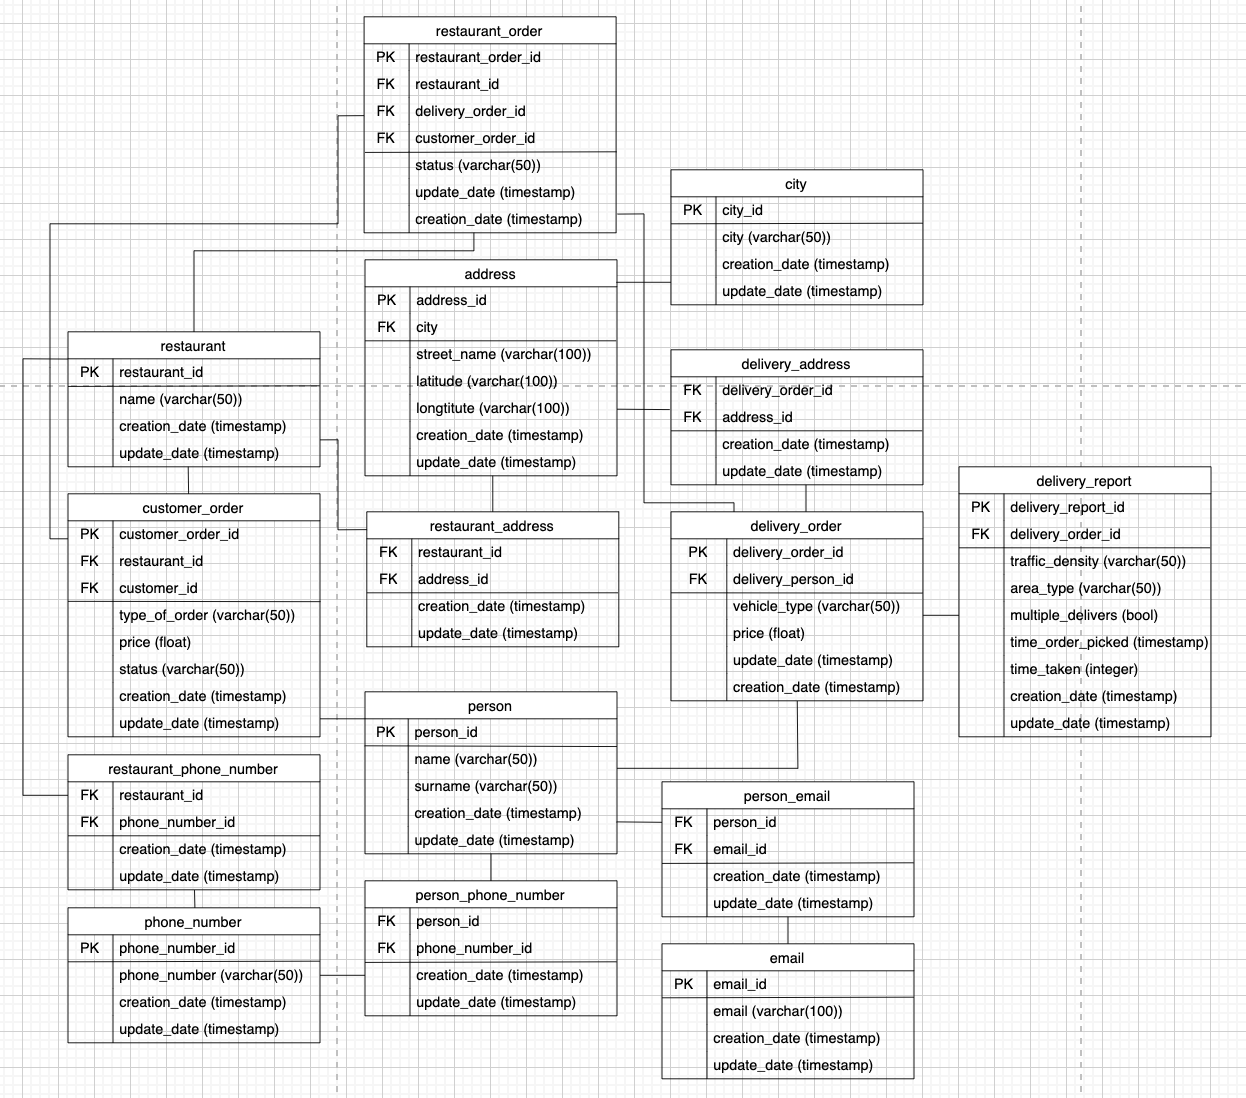 restaurant_order
PK restaurant_order_id
FK restaurant_id
FK delivery_order_id
FK customer_order_id
status (varchar(50))
update_date (timestamp)
creation_date (timestamp)
city
PK city_id
city (varchar(50))
creation_date (timestamp)
update_date (timestamp)
address
PK address_id
FK city
street_name (varchar(100))
latitude (varchar(100))
longtitute (varchar(100))
creation_date (timestamp)
update_date (timestamp)
restaurant
PK restaurant_id
name (varchar(50))
creation_date (timestamp)
update_date (timestamp)
delivery_address
FK delivery_order_id
FK address_id
creation_date (timestamp)
update_date (timestamp)
delivery_report
PK delivery_report_id
FK delivery_order_id
traffic_density (varchar(50))
area_type (varchar(50))
multiple_delivers (bool)
time_order_picked (timestamp)
time_taken (integer)
creation_date (timestamp)
update_date (timestamp)
customer_order
PK customer_order_id
FK restaurant_id
FK customer_id
type_of_order (varchar(50))
price (float)
status (varchar(50))
creation_date (timestamp)
update_date (timestamp)
restaurant_address
FK restaurant_id
FK address_id
creation_date (timestamp)
update_date (timestamp)
delivery_order
PK delivery_order_id
FK delivery_person_id
vehicle_type (varchar(50))
price (float)
update_date (timestamp)
creation_date (timestamp)
person
PK person_id
name (varchar(50))
surname (varchar(50))
creation_date (timestamp)
update_date (timestamp)
restaurant_phone_number
FK restaurant_id
FK phone_number_id
creation_date (timestamp)
update_date (timestamp)
person_email
FK person_id
FK email_id
creation_date (timestamp)
update_date (timestamp)
person_phone_number
FK person_id
FK phone_number_id
creation_date (timestamp)
update_date (timestamp)
phone_number
PK phone_number_id
phone_number (varchar(50))
creation_date (timestamp)
update_date (timestamp)
email
PK email_id
email (varchar(100))
creation_date (timestamp)
update_date (timestamp)